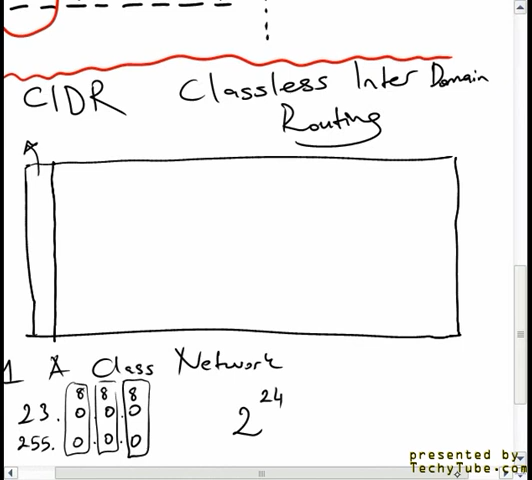 CIDR Classless Inter Domain
Routing
A
1 A Class Network
8 8 8
23.0.0.0
255.0.0.0
2^24
presented by
TechyTube.com